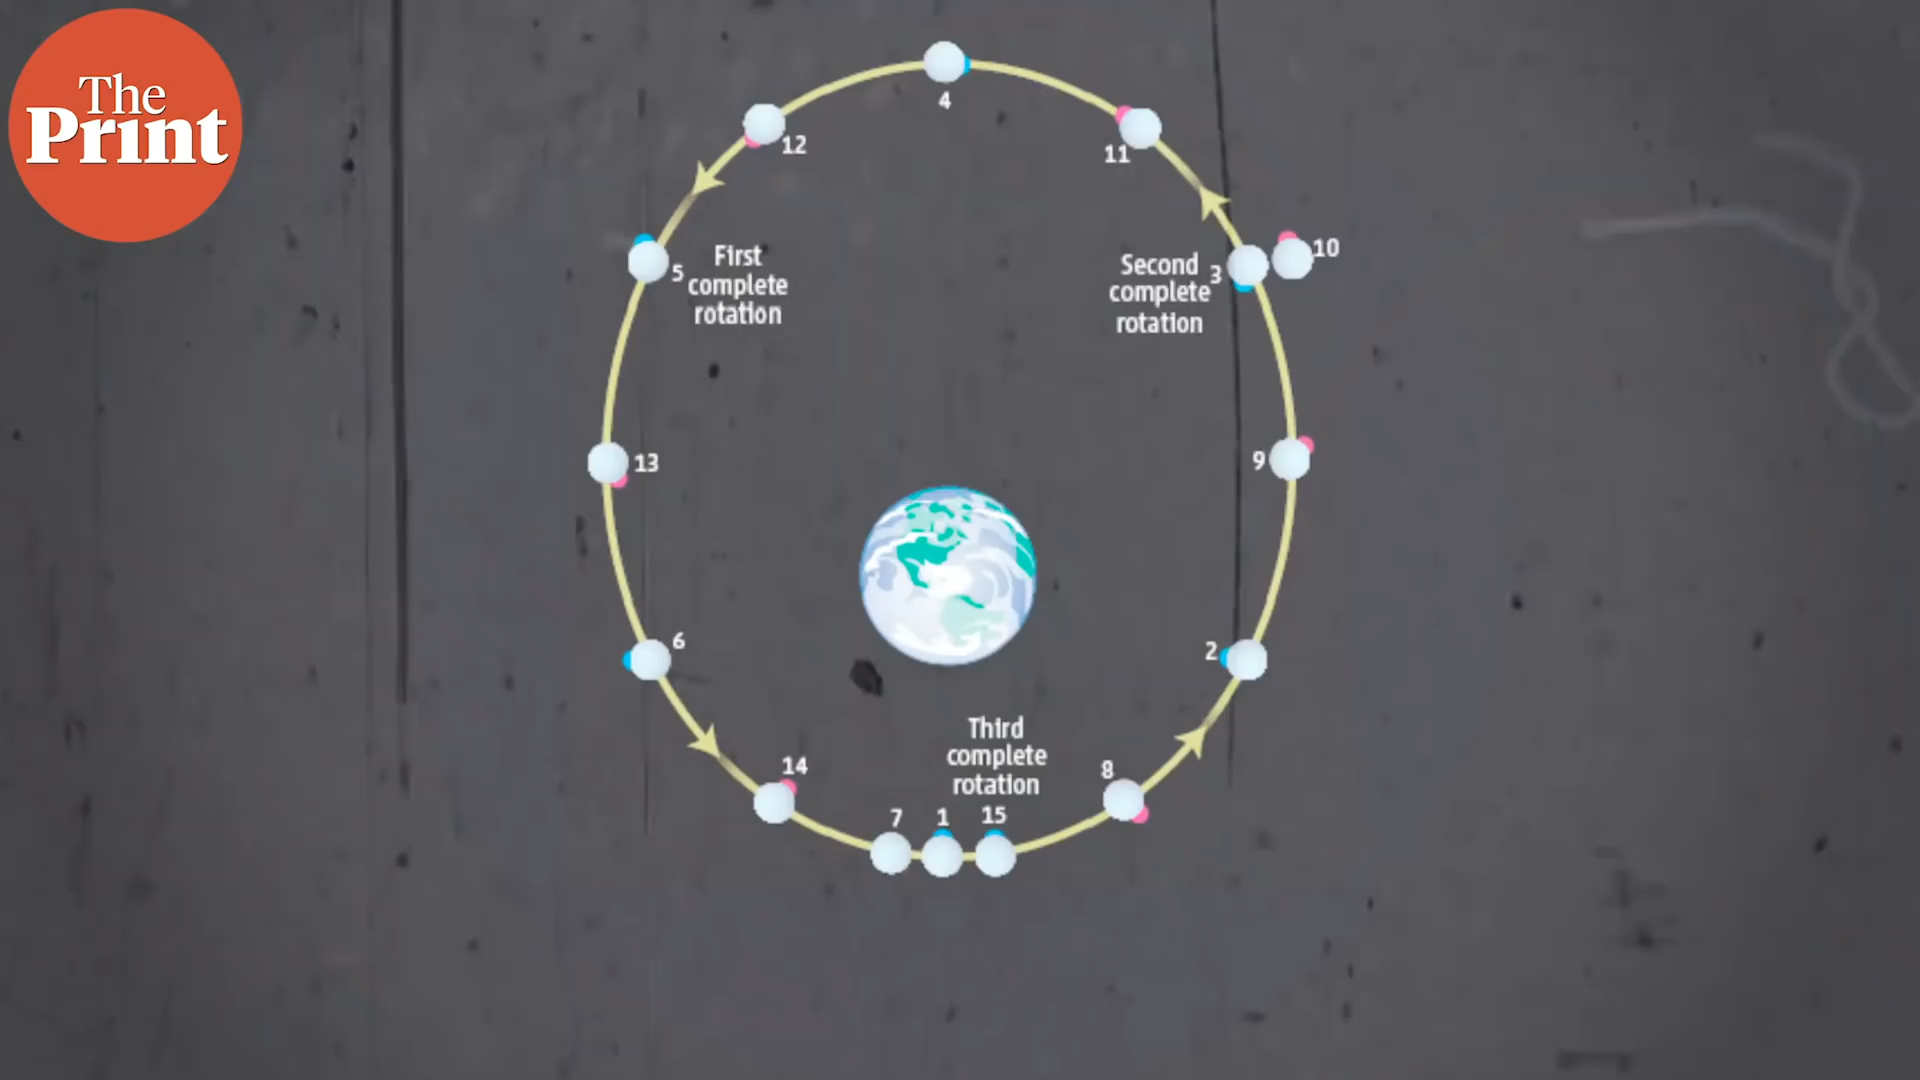 The
Print
4
12
11
10
5
First
complete
rotation
Second
complete
rotation
3
13
9
6
2
Third
complete
rotation
14
8
7
1
15